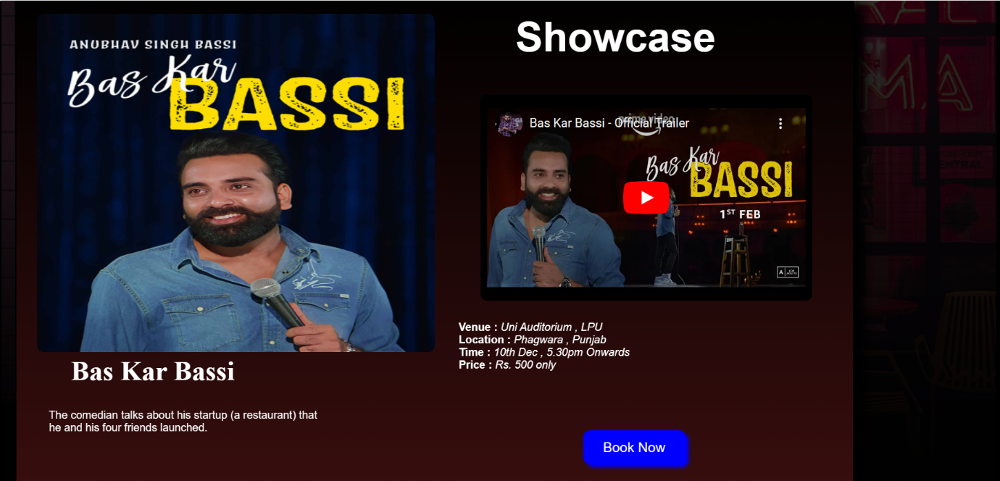 ANUBHAV SINGH BASSI
Bas Kar
BASSI
Bas Kar Bassi
The comedian talks about his startup (a restaurant) that
he and his four friends launched.
Showcase
Bas Kar Bassi - Official Trailer
prime video
Bas Kar
BASSI
1ST FEB
A
Venue : Uni Auditorium , LPU
Location : Phagwara , Punjab
Time : 10th Dec , 5.30pm Onwards
Price : Rs. 500 only
Book Now
MA